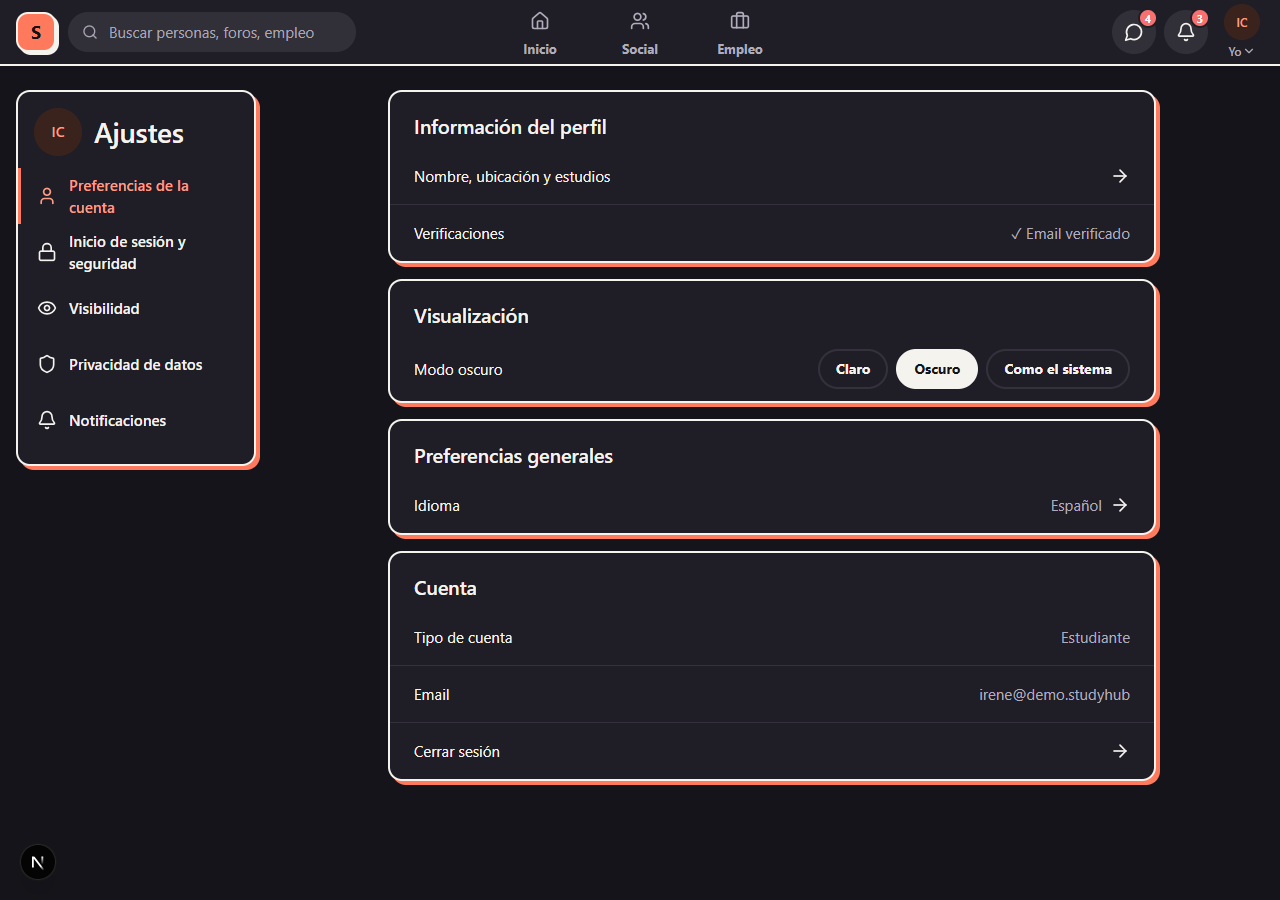 S
Buscar personas, foros, empleo
Inicio
Social
Empleo
4
3
IC
Yo
IC
Ajustes
Preferencias de la
cuenta
Inicio de sesión y
seguridad
Visibilidad
Privacidad de datos
Notificaciones
Información del perfil
Nombre, ubicación y estudios
Verificaciones
✓ Email verificado
Visualización
Modo oscuro
Claro
Oscuro
Como el sistema
Preferencias generales
Idioma
Español
Cuenta
Tipo de cuenta
Estudiante
Email
irene@demo.studyhub
Cerrar sesión
N